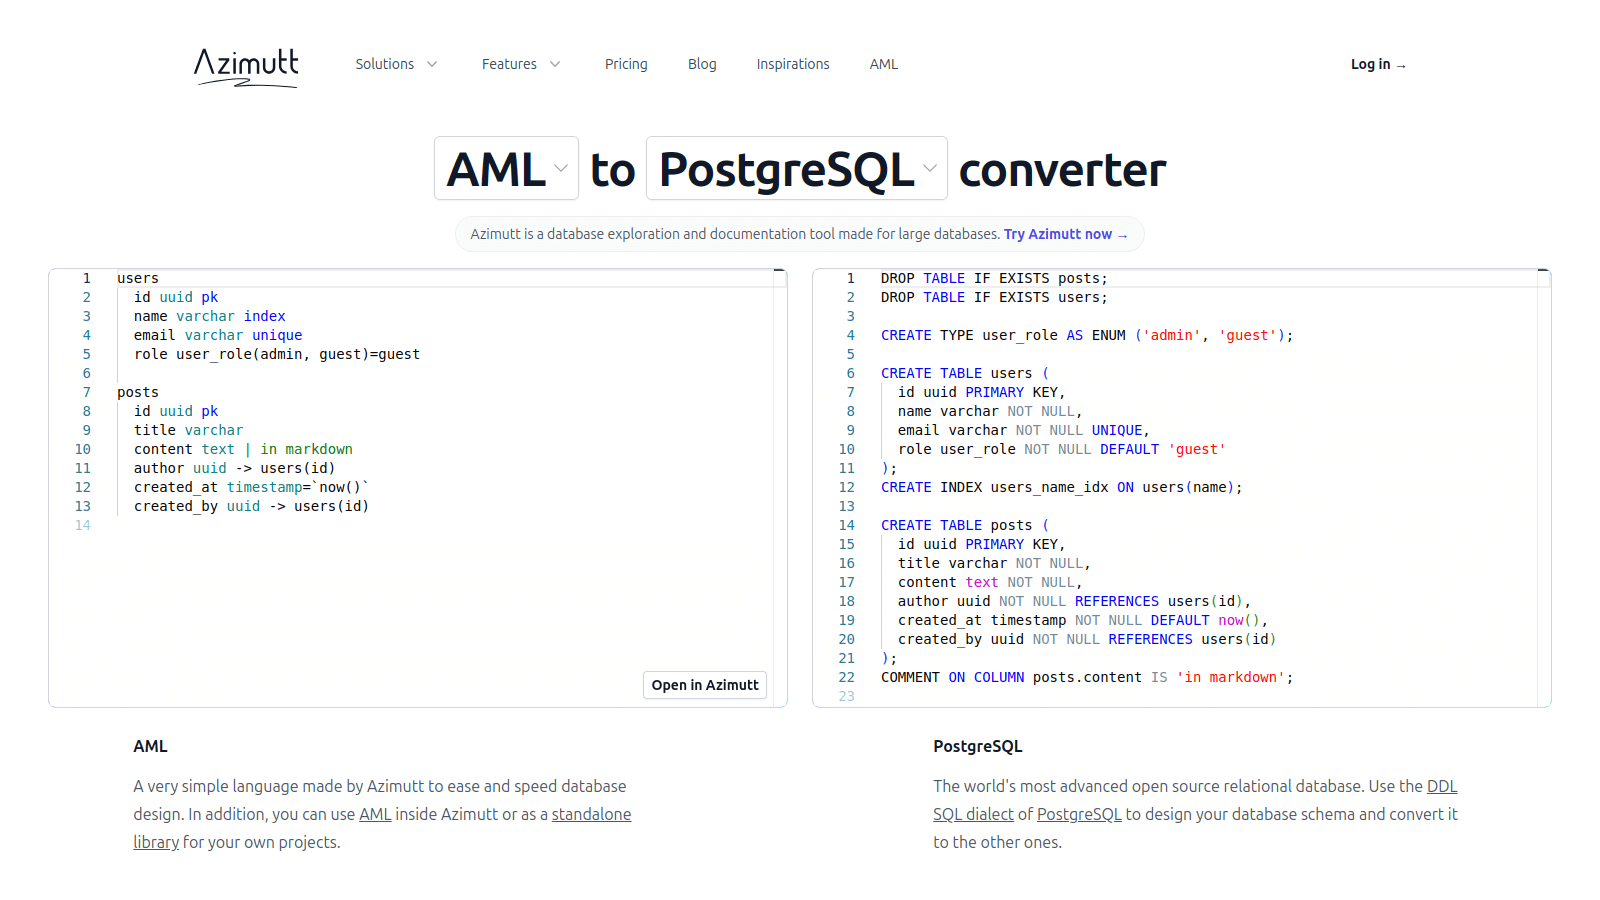 Azimutt
Solutions Features Pricing Blog Inspirations AML Log in →
AML to PostgreSQL converter
Azimutt is a database exploration and documentation tool made for large databases. Try Azimutt now →
1 users
2 id uuid pk
3 name varchar index
4 email varchar unique
5 role user_role(admin, guest)=guest
6
7 posts
8 id uuid pk
9 title varchar
10 content text | in markdown
11 author uuid -> users(id)
12 created_at timestamp=`now()`
13 created_by uuid -> users(id)
14
Open in Azimutt
1 DROP TABLE IF EXISTS posts;
2 DROP TABLE IF EXISTS users;
3
4 CREATE TYPE user_role AS ENUM ('admin', 'guest');
5
6 CREATE TABLE users (
7 id uuid PRIMARY KEY,
8 name varchar NOT NULL,
9 email varchar NOT NULL UNIQUE,
10 role user_role NOT NULL DEFAULT 'guest'
11 );
12 CREATE INDEX users_name_idx ON users(name);
13
14 CREATE TABLE posts (
15 id uuid PRIMARY KEY,
16 title varchar NOT NULL,
17 content text NOT NULL,
18 author uuid NOT NULL REFERENCES users(id),
19 created_at timestamp NOT NULL DEFAULT now(),
20 created_by uuid NOT NULL REFERENCES users(id)
21 );
22 COMMENT ON COLUMN posts.content IS 'in markdown';
23
AML
A very simple language made by Azimutt to ease and speed database
design. In addition, you can use AML inside Azimutt or as a standalone
library for your own projects.
PostgreSQL
The world's most advanced open source relational database. Use the DDL
SQL dialect of PostgreSQL to design your database schema and convert it
to the other ones.